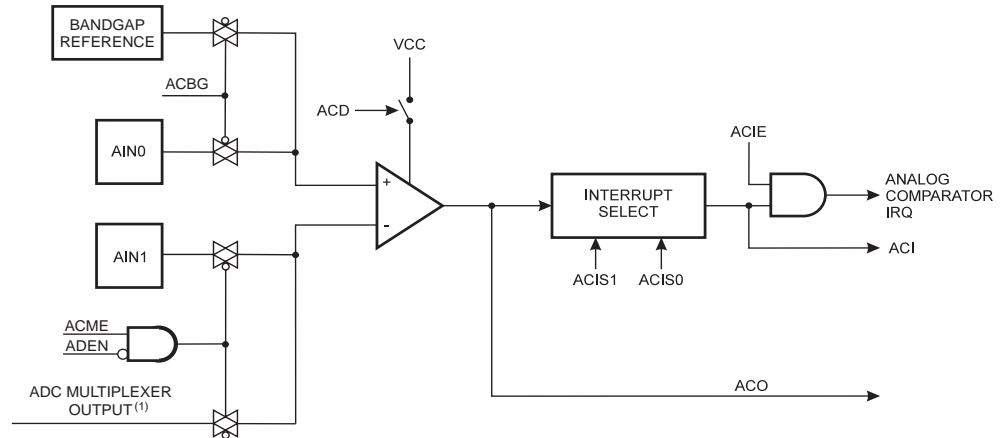 BANDGAP
REFERENCE
ACBG
AIN0
VCC
ACD
+
-
AIN1
ACME
ADEN
ADC MULTIPLEXER
OUTPUT (1)
INTERRUPT
SELECT
ACIS1
ACIS0
ACIE
ANALOG
COMPARATOR
IRQ
ACI
ACO